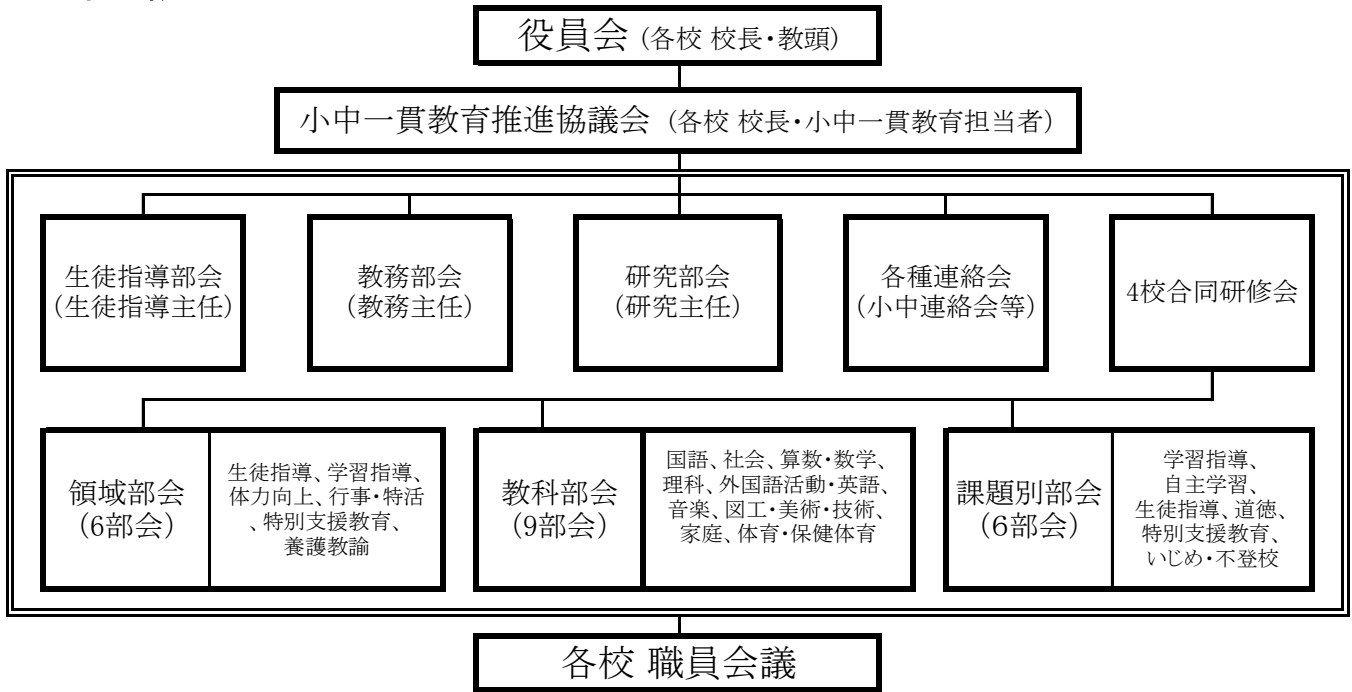 役員会 (各校 校長・教頭)
小中一貫教育推進協議会 (各校 校長・小中一貫教育担当者)
生徒指導部会
(生徒指導主任)
教務部会
(教務主任)
研究部会
(研究主任)
各種連絡会
(小中連絡会等)
4校合同研修会
領域部会
(6部会)
生徒指導、学習指導、
体力向上、行事・特活
、特別支援教育、
養護教諭
教科部会
(9部会)
国語、社会、算数・数学、
理科、外国語活動・英語、
音楽、図工・美術・技術、
家庭、体育・保健体育
課題別部会
(6部会)
学習指導、
自主学習、
生徒指導、道徳、
特別支援教育、
いじめ・不登校
各校 職員会議